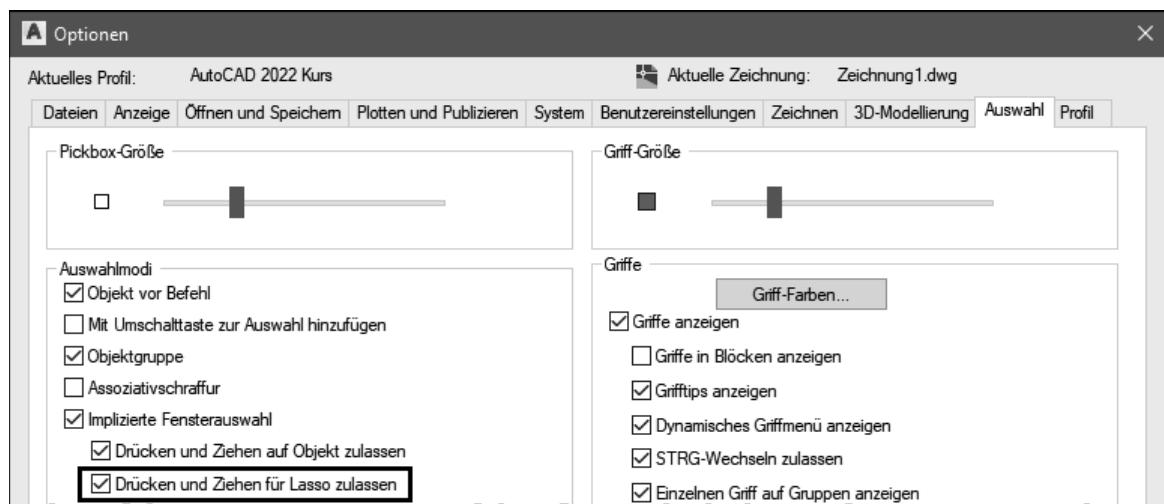 Optionen
Aktuelles Profil: AutoCAD 2022 Kurs Aktuelle Zeichnung: Zeichnung1.dwg
Dateien Anzeige Öffnen und Speichern Plotten und Publizieren System Benutzereinstellungen Zeichnen 3D-Modellierung Auswahl Profil
Pickbox-Größe
Griff-Größe
Auswahlmodi
Objekt vor Befehl
Mit Umschalttaste zur Auswahl hinzufügen
Objektgruppe
Assoziativschraffur
Implizierte Fensterauswahl
Drücken und Ziehen auf Objekt zulassen
Drücken und Ziehen für Lasso zulassen
Griffe
Griff-Farben...
Griffe anzeigen
Griffe in Blöcken anzeigen
Grifftips anzeigen
Dynamisches Griffmenü anzeigen
STRG-Wechseln zulassen
Einzelnen Griff auf Gruppen anzeigen